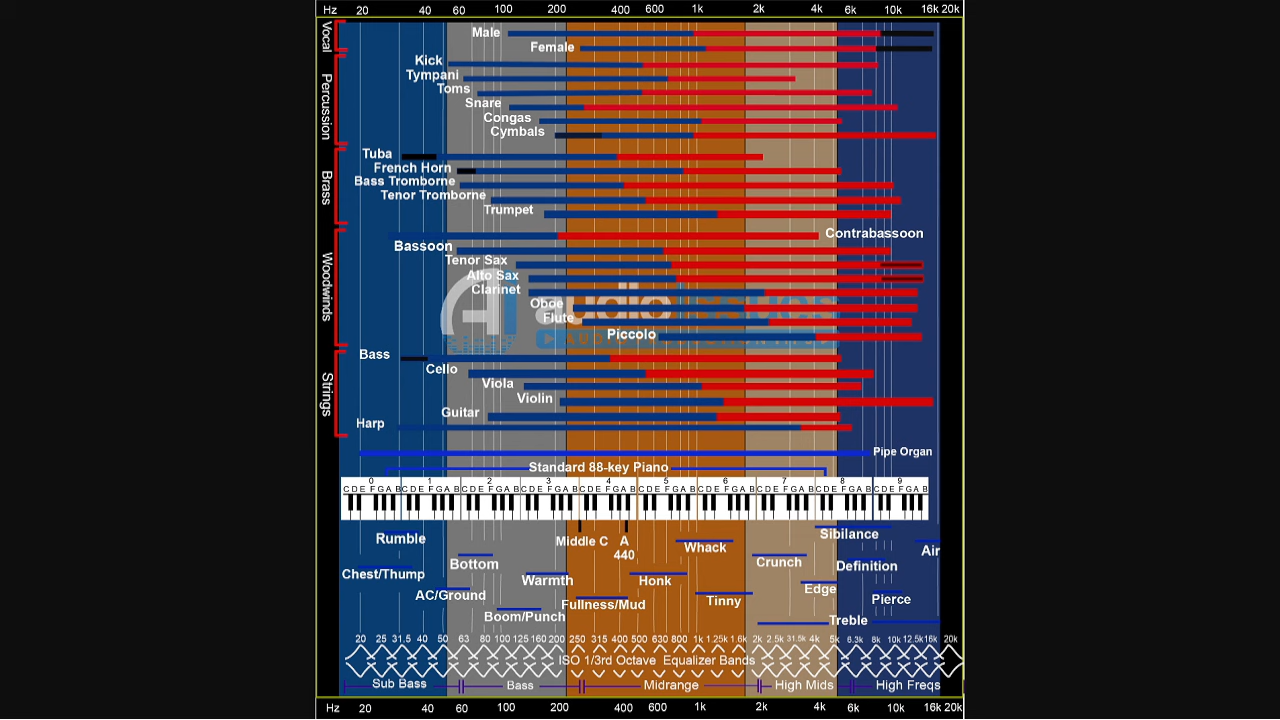 Hz 20 40 60 100 200 400 600 1k 2k 4k 6k 10k 16k 20k
Vocal
Male
Female
Percussion
Kick
Tympani
Toms
Snare
Congas
Cymbals
Brass
Tuba
French Horn
Bass Tromborne
Tenor Tromborne
Trumpet
Woodwinds
Contrabassoon
Bassoon
Tenor Sax
Alto Sax
Clarinet
Oboe
Flute
Piccolo
audio issues
Strings
Bass
Cello
Viola
Violin
Guitar
Harp
Pipe Organ
Standard 88-key Piano
0 1 2 3 4 5 6 7 8 9
C D E F G A B C D E F G A B C D E F G A B C D E F G A B C D E F G A B C D E F G A B C D E F G A B C D E F G A B C D E F G A B C D E F G A B
Middle C A 440
Rumble
Whack
Sibilance
Air
Bottom
Crunch
Definition
Chest/Thump
Warmth
Honk
Edge
AC/Ground
Fullness/Mud
Tinny
Pierce
Boom/Punch
Treble
20 25 31.5 40 50 63 80 100 125 160 200 250 315 400 500 630 800 1k 1.25k 1.6k 2k 2.5k 31.5k 4k 5k 6.3k 8k 10k 12.5k 16k 20k
ISO 1/3rd Octave Equalizer Bands
Sub Bass Bass Midrange High Mids High Freqs
Hz 20 40 60 100 200 400 600 1k 2k 4k 6k 10k 16k 20k